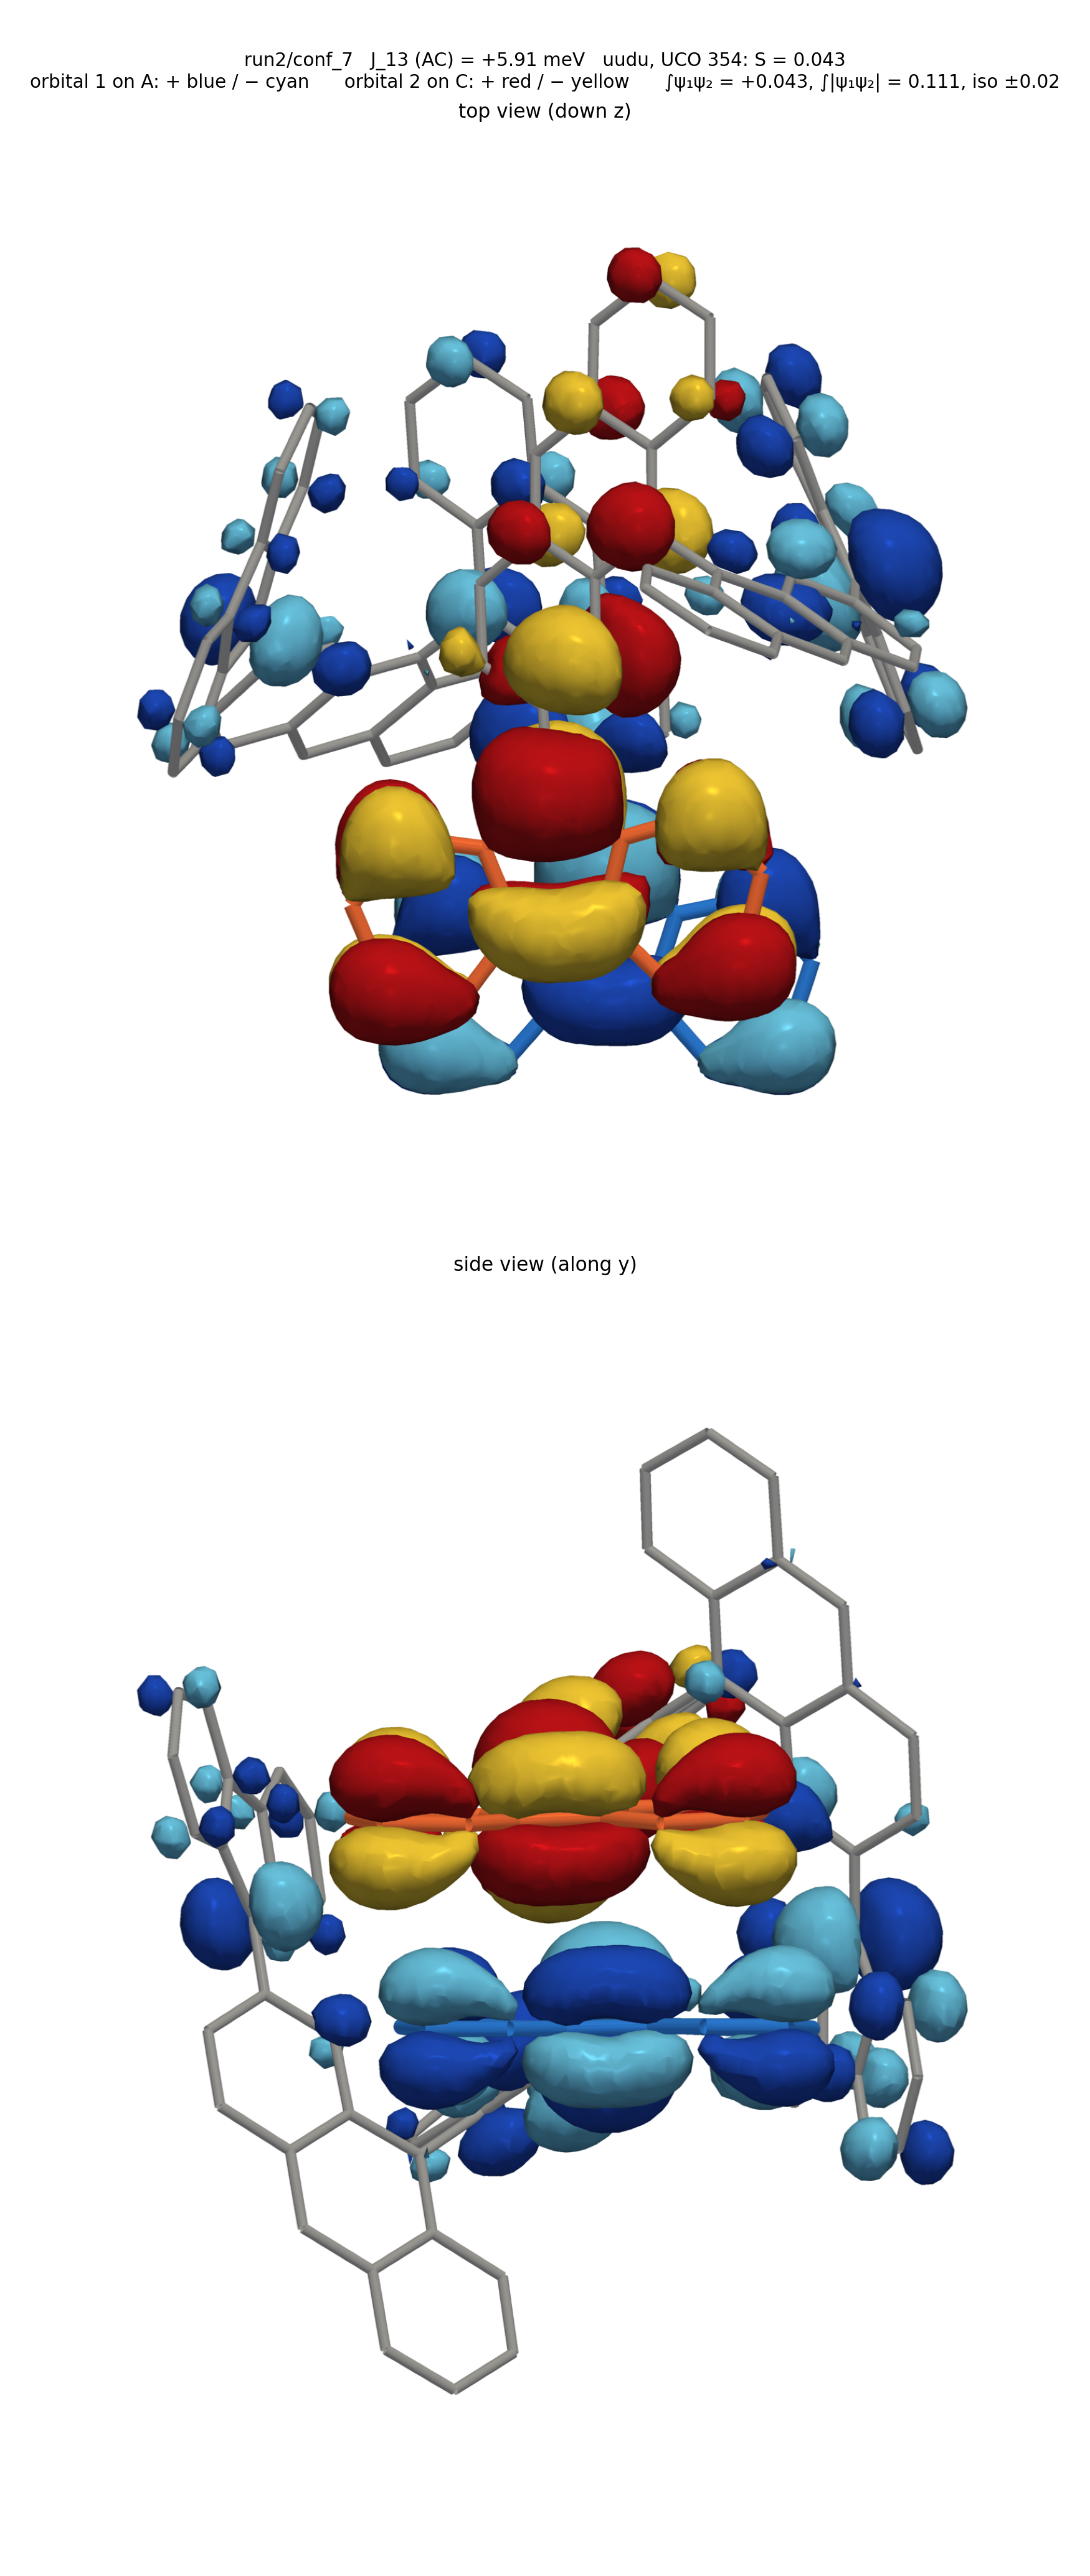 run2/conf_7   J_13 (AC) = +5.91 meV   uudu, UCO 354: S = 0.043
orbital 1 on A: + blue / − cyan      orbital 2 on C: + red / − yellow      ∫ψ₁ψ₂ = +0.043, ∫|ψ₁ψ₂| = 0.111, iso ±0.02
top view (down z)
side view (along y)